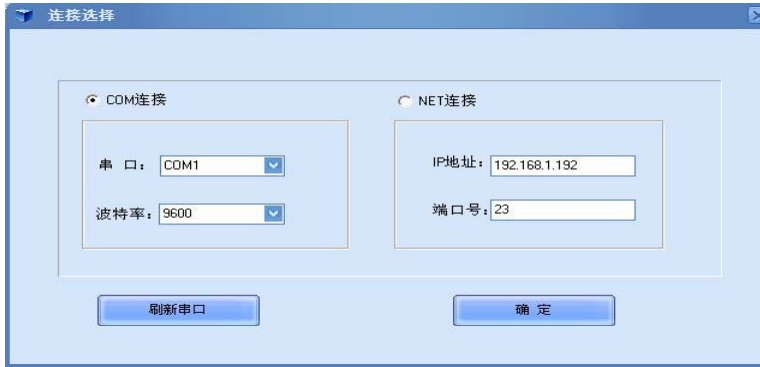 连接选择
COM连接
NET连接
串 口: COM1
IP地址: 192.168.1.192
波特率: 9600
端口号: 23
刷新串口
确 定